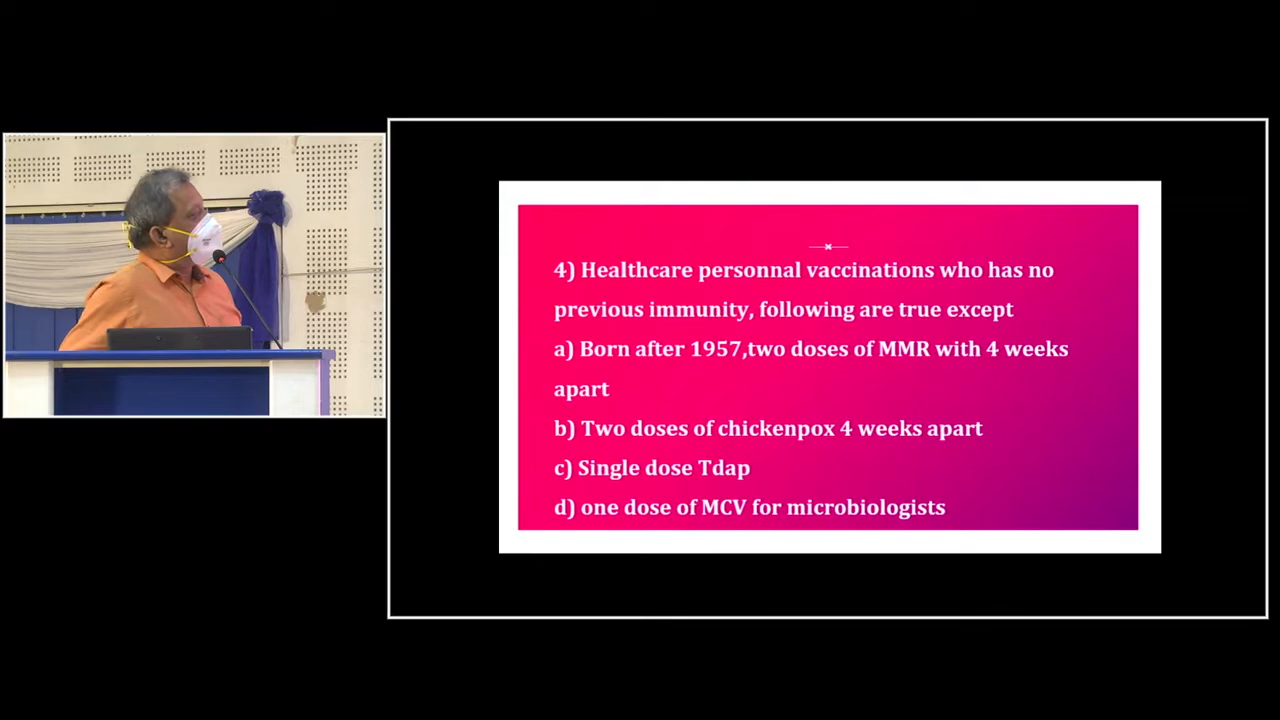 4) Healthcare personnal vaccinations who has no
previous immunity, following are true except
a) Born after 1957,two doses of MMR with 4 weeks
apart
b) Two doses of chickenpox 4 weeks apart
c) Single dose Tdap
d) one dose of MCV for microbiologists